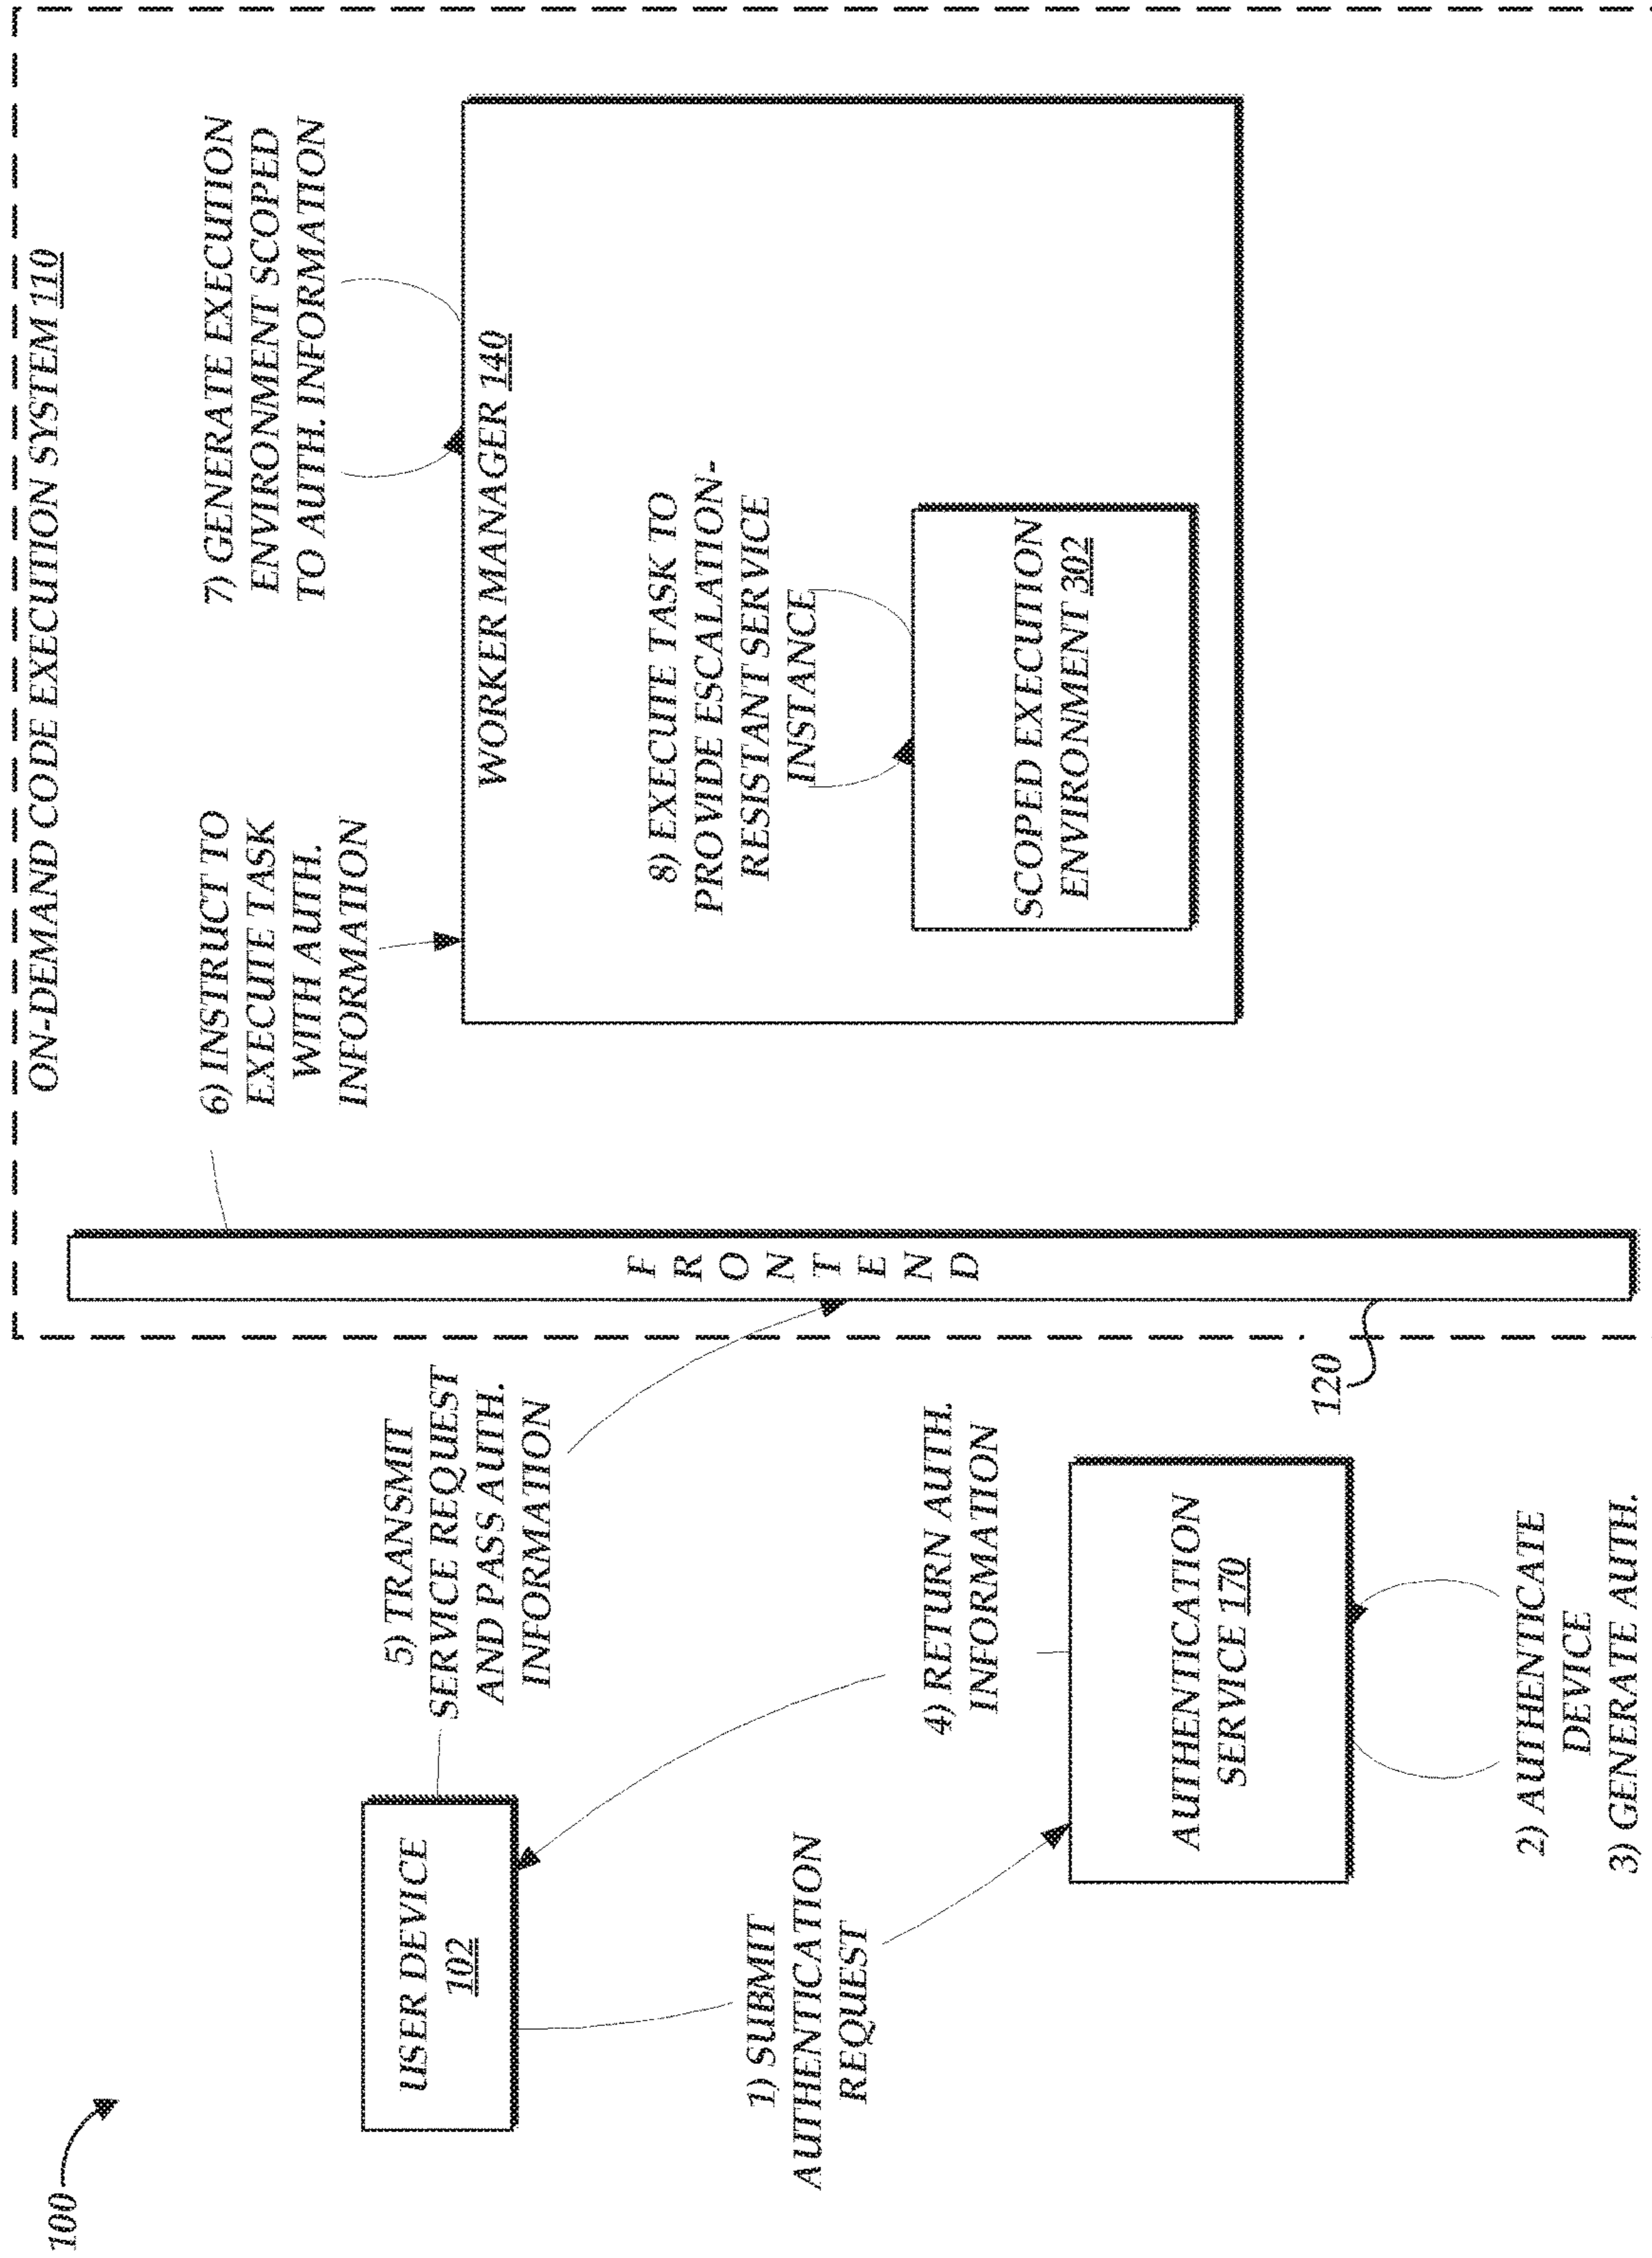 100
ON-DEMAND CODE EXECUTION SYSTEM 110
USER DEVICE
102
1) SUBMIT
AUTHENTICATION
REQUEST
AUTHENTICATION
SERVICE 170
2) AUTHENTICATE
DEVICE
3) GENERATE AUTH.
4) RETURN AUTH.
INFORMATION
5) TRANSMIT
SERVICE REQUEST
AND PASS AUTH.
INFORMATION
120
F
R
O
N
T
E
N
D
6) INSTRUCT TO
EXECUTE TASK
WITH AUTH.
INFORMATION
7) GENERATE EXECUTION
ENVIRONMENT SCOPED
TO AUTH. INFORMATION
WORKER MANAGER 140
8) EXECUTE TASK TO
PROVIDE ESCALATION-
RESISTANT SERVICE
INSTANCE
SCOPED EXECUTION
ENVIRONMENT 302